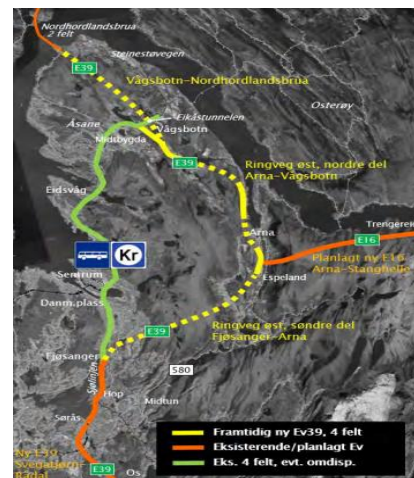 Nordhordlandsbrua
2 felt
Steinestøvegen
E39
Vågsbotn-Nordhordlandsbrua
Osterøy
Eikåstunnelen
Åsane
Vågsbotn
Midtbygda
E39
Ringveg øst, nordre del
Arna-Vågsbotn
Eidsvåg
Arna
Trengereid
E16
Kr
Planlagt ny E16
Arna-Stanghelle
Sentrum
Espeland
Danm.plass
E39
Ringveg øst, søndre del
Fjøsanger-Arna
Fjøsanger
580
Hop
Midtun
Sørås
Framtidig ny Ev39, 4 felt
Eksisterende/planlagt Ev
Eks. 4 felt, evt. omdisp.
Ny E39
Svegatjørn-
Rådal
E39
Os